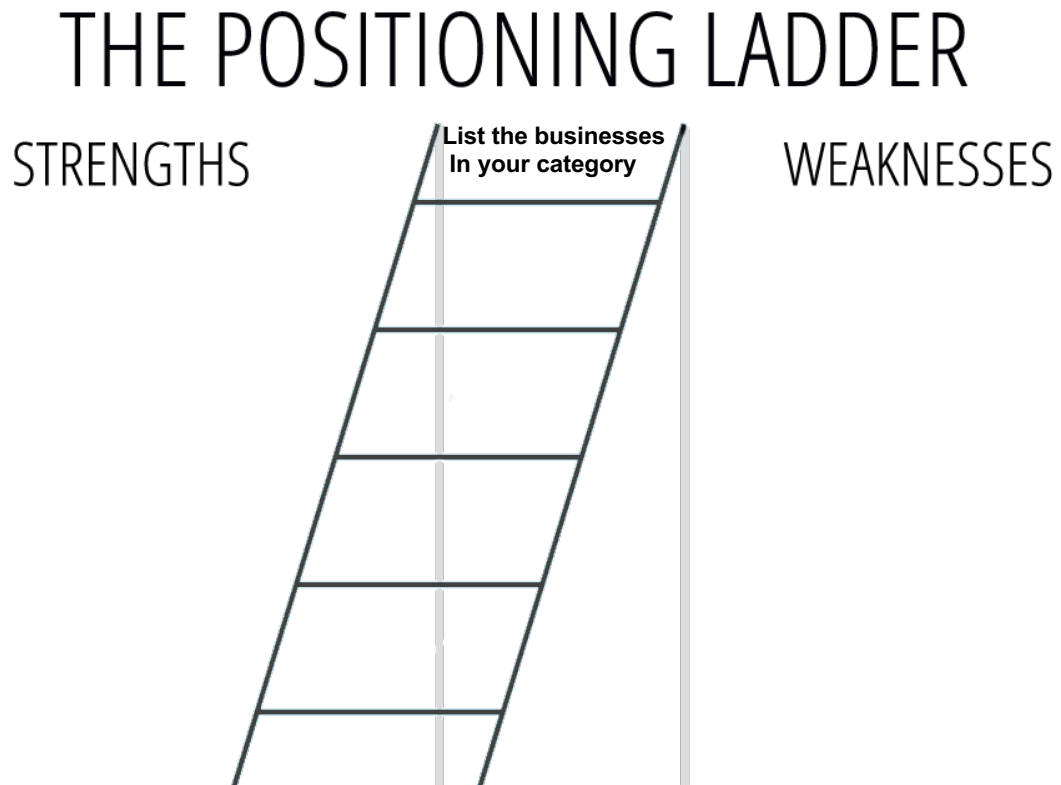 THE POSITIONING LADDER
STRENGTHS
List the businesses
In your category
WEAKNESSES